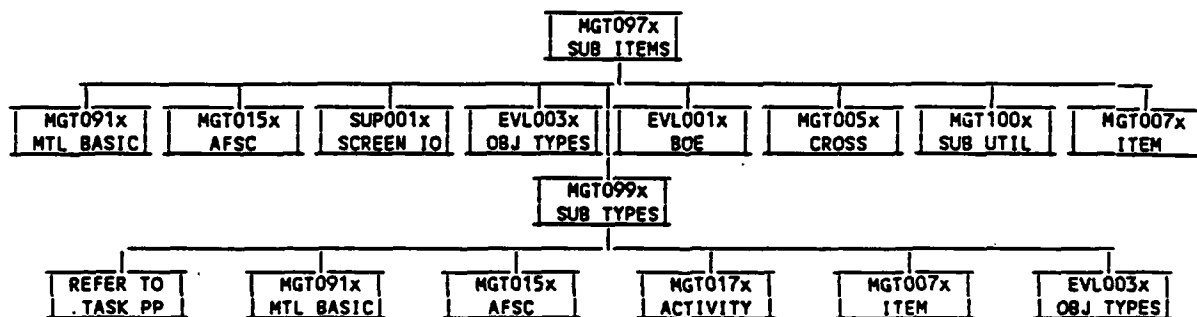 MGT097x
SUB ITEMS
MGT091x MGT015x SUP001x EVL003x EVL001x MGT005x MGT100x MGT007x
MTL BASIC AFSC SCREEN IO OBJ TYPES BOE CROSS SUB UTIL ITEM
MGT099x
SUB TYPES
REFER TO MGT091x MGT015x MGT017x MGT007x EVL003x
.TASK PP MTL BASIC AFSC ACTIVITY ITEM OBJ TYPES